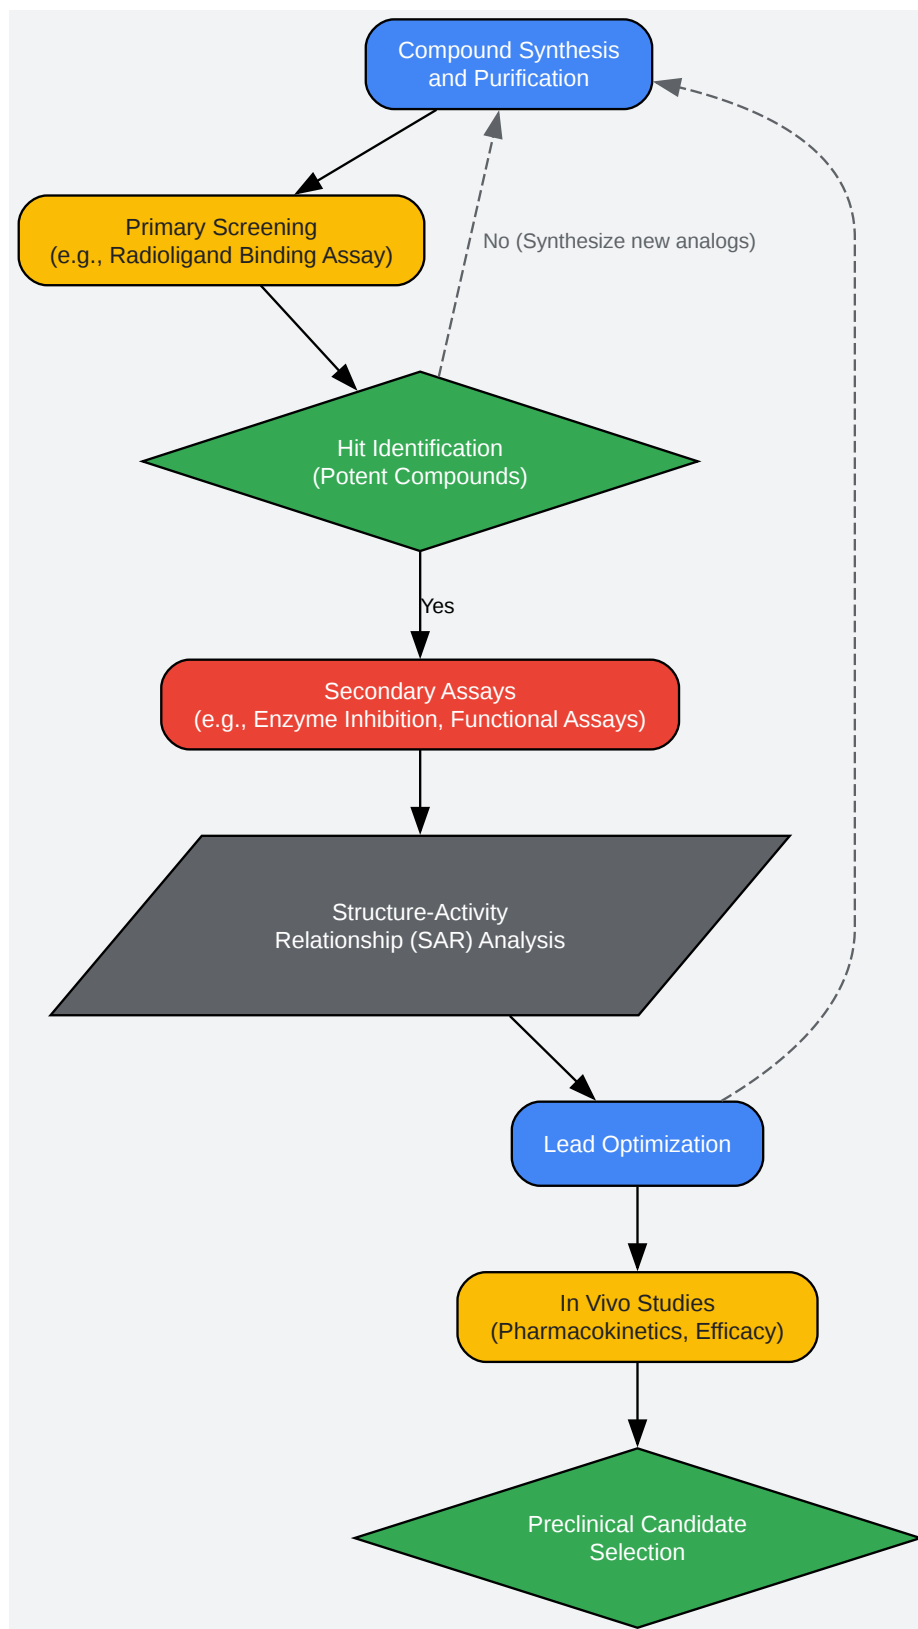 Compound Synthesis
and Purification
Primary Screening
(e.g., Radioligand Binding Assay)
No (Synthesize new analogs)
Hit Identification
(Potent Compounds)
Yes
Secondary Assays
(e.g., Enzyme Inhibition, Functional Assays)
Structure-Activity
Relationship (SAR) Analysis
Lead Optimization
In Vivo Studies
(Pharmacokinetics, Efficacy)
Preclinical Candidate
Selection